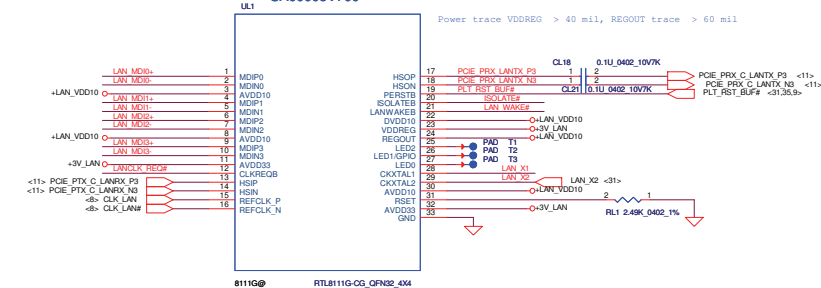 UL1
Power trace VDDREG > 40 mil, REGOUT trace > 60 mil
LAN_MDI0+ 1 MDIP0
LAN_MDI0- 2 MDIN0
+LAN_VDD10 3 AVDD10
LAN_MDI1+ 4 MDIP1
LAN_MDI1- 5 MDIN1
LAN_MDI2+ 6 MDIP2
LAN_MDI2- 7 MDIN2
+LAN_VDD10 8 AVDD10
LAN_MDI3+ 9 MDIP3
LAN_MDI3- 10 MDIN3
+3V_LAN 11 AVDD33
LANCLK_REQ# 12 CLKREQB
<11> PCIE_PTX_C_LANRX_P3 13 HSIP
<11> PCIE_PTX_C_LANRX_N3 14 HSIN
<8> CLK_LAN 15 REFCLK_P
<8> CLK_LAN# 16 REFCLK_N
CL18 0.1U_0402_10V7K
HSOP 17 PCIE_PRX_LANTX_P3 1 2 PCIE_PRX_C_LANTX_P3 <11>
HSON 18 PCIE_PRX_LANTX_N3 1 2 PCIE_PRX_C_LANTX_N3 <11>
PERSTB 19 PLT_RST_BUF# CL21 0.1U_0402_10V7K PLT_RST_BUF# <31,35,9>
ISOLATEB 20 ISOLATE#
LANWAKEB 21 LAN_WAKE#
DVDD10 22 +LAN_VDD10
VDDREG 23 +3V_LAN
REGOUT 24 +LAN_VDD10
LED2 25 PAD T1
LED1/GPIO 26 PAD T2
LED0 27 PAD T3
CKXTAL1 28 LAN_X1
CKXTAL2 29 LAN_X2 LAN_X2 <31>
AVDD10 30 +LAN_VDD10
RSET 31 2 1
AVDD33 32 +3V_LAN
RL1 2.49K_0402_1%
GND 33
8111G@ RTL8111G-CG_QFN32_4X4